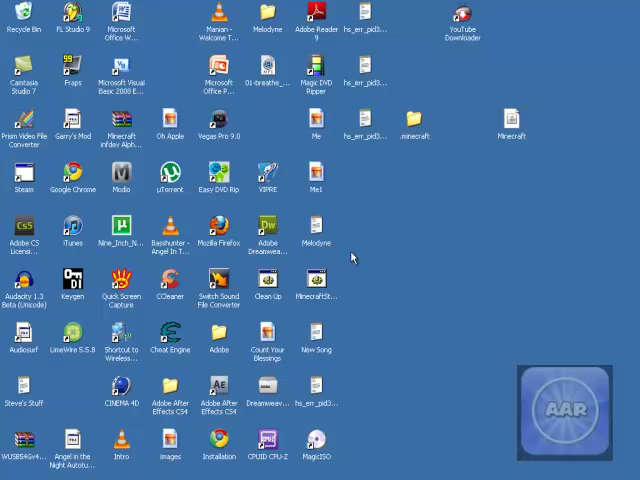 Recycle Bin
FL Studio 9
Microsoft
Office W...
Manian -
Welcome T...
Melodyne
Adobe Reader
9
hs_err_pid3...
YouTube
Downloader
Camtasia
Studio 7
Fraps
Microsoft Visual
Basic 2008 E...
Microsoft
Office P...
01-breathe_...
Magic DVD
Ripper
hs_err_pid3...
Prism Video File
Converter
Garry's Mod
Minecraft
infdev Alph...
Oh Apple
Vegas Pro 9.0
Me
hs_err_pid3...
.minecraft
Minecraft
Steam
Google Chrome
Modio
µTorrent
Easy DVD Rip
VIPRE
Me1
Adobe CS
Licensi...
iTunes
Nine_Inch_N...
Basshunter -
Angel In T...
Mozilla Firefox
Adobe
Dreamwea...
Melodyne
Audacity 1.3
Beta (Unicode)
Keygen
Quick Screen
Capture
CCleaner
Switch Sound
File Converter
Clean Up
MinecraftSt...
Audiosurf
LimeWire 5.5.8
Shortcut to
Wireless...
Cheat Engine
Adobe
Count Your
Blessings
New Song
Steve's Stuff
CINEMA 4D
Adobe After
Effects CS4
Adobe After
Effects CS4
Dreamweav...
hs_err_pid3...
WUSB54Gv4...
Angel in the
Night Autotu...
Intro
images
Installation
CPUID CPU-Z
MagicISO
AAR